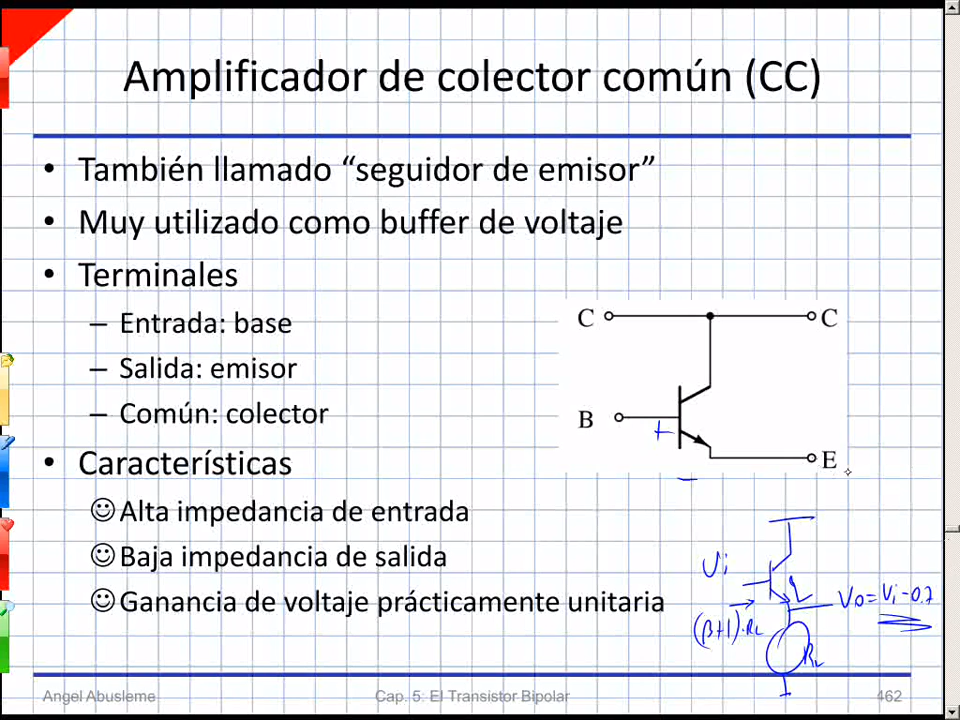 Amplificador de colector común (CC)
• También llamado “seguidor de emisor”
• Muy utilizado como buffer de voltaje
• Terminales
– Entrada: base
– Salida: emisor
– Común: colector
• Características
☺Alta impedancia de entrada
☺Baja impedancia de salida
☺Ganancia de voltaje prácticamente unitaria
C C
B
+
E
–
Vi
Vo = Vi - 0.7
(β+1)·RL
RL
Angel Abusleme Cap. 5: El Transistor Bipolar 462